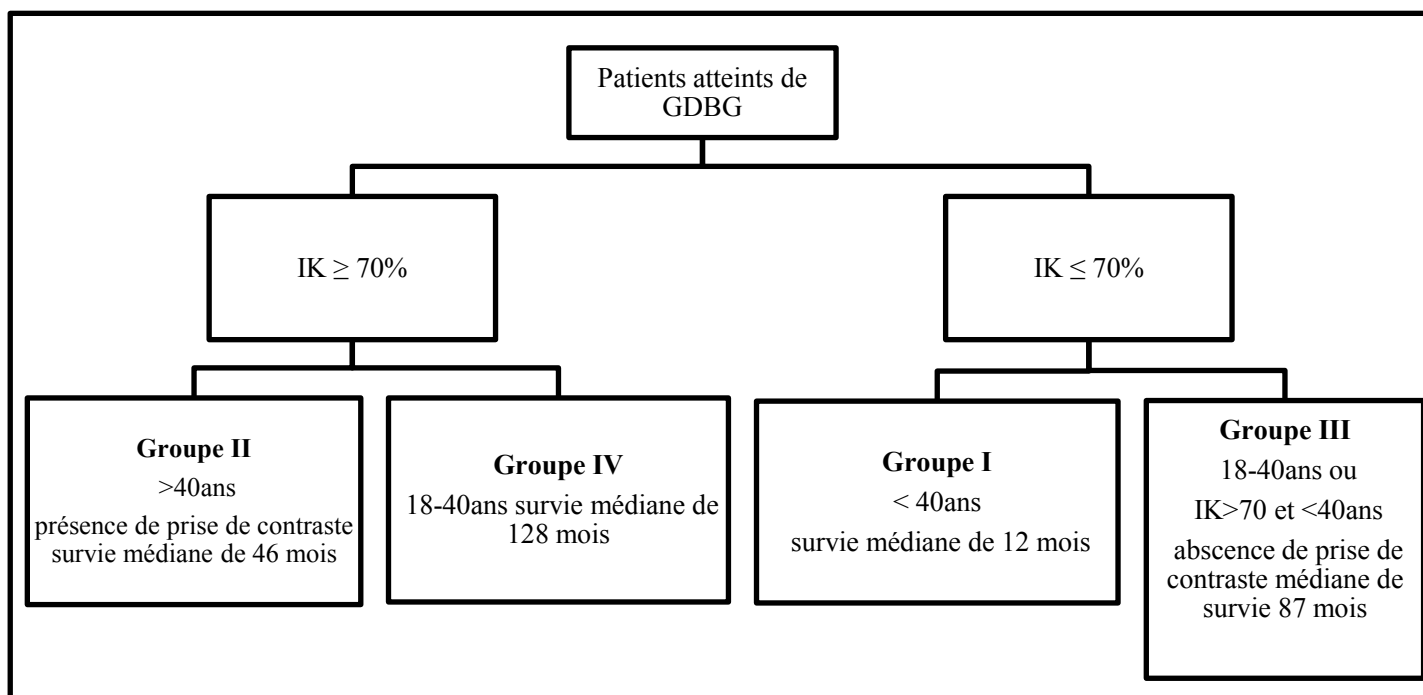 Patients atteints de
GDBG
IK ≥ 70%
IK ≤ 70%
Groupe II
>40ans
présence de prise de contraste
survie médiane de 46 mois
Groupe IV
18-40ans survie médiane de
128 mois
Groupe I
< 40ans
survie médiane de 12 mois
Groupe III
18-40ans ou
IK>70 et <40ans
abscence de prise de
contraste médiane de
survie 87 mois